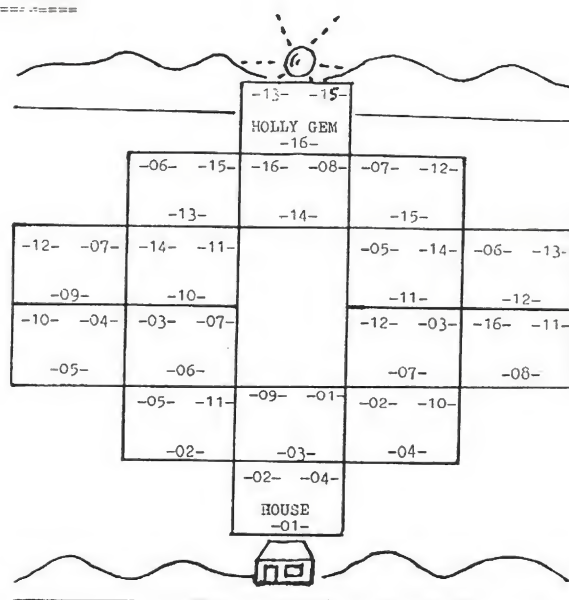 -13- -15-
HOLLY GEM
-16-
-06- -15- -16- -08- -07- -12-
-13- -14- -15-
-12- -07- -14- -11- -05- -14- -06- -13-
-09- -10- -11- -12-
-10- -04- -03- -07- -12- -03- -16- -11-
-05- -06- -07- -08-
-05- -11- -09- -01- -02- -10-
-02- -03- -04-
-02- -04-
HOUSE
-01-